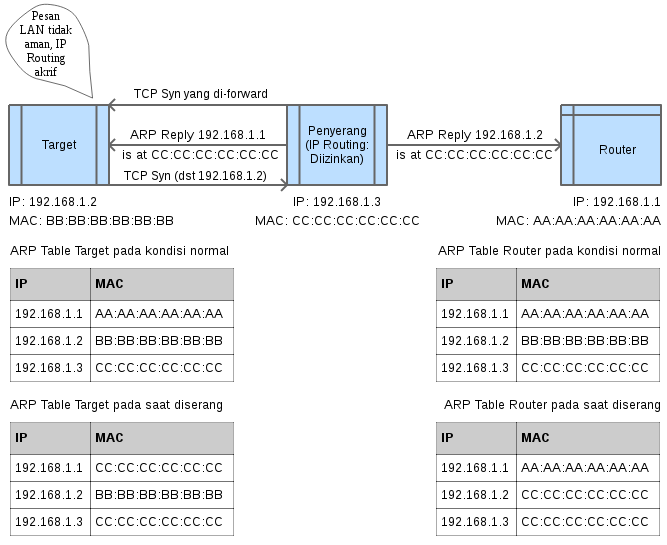 Pesan
LAN tidak
aman, IP
Routing
akrif
TCP Syn yang di-forward
Target
ARP Reply 192.168.1.1
is at CC:CC:CC:CC:CC:CC
TCP Syn (dst 192.168.1.2)
Penyerang
(IP Routing:
Diizinkan)
ARP Reply 192.168.1.2
is at CC:CC:CC:CC:CC:CC
Router
IP: 192.168.1.2
MAC: BB:BB:BB:BB:BB:BB
IP: 192.168.1.3
MAC: CC:CC:CC:CC:CC:CC
IP: 192.168.1.1
MAC: AA:AA:AA:AA:AA:AA
ARP Table Target pada kondisi normal
IP MAC
192.168.1.1 AA:AA:AA:AA:AA:AA
192.168.1.2 BB:BB:BB:BB:BB:BB
192.168.1.3 CC:CC:CC:CC:CC:CC
ARP Table Router pada kondisi normal
IP MAC
192.168.1.1 AA:AA:AA:AA:AA:AA
192.168.1.2 BB:BB:BB:BB:BB:BB
192.168.1.3 CC:CC:CC:CC:CC:CC
ARP Table Target pada saat diserang
IP MAC
192.168.1.1 CC:CC:CC:CC:CC:CC
192.168.1.2 BB:BB:BB:BB:BB:BB
192.168.1.3 CC:CC:CC:CC:CC:CC
ARP Table Router pada saat diserang
IP MAC
192.168.1.1 AA:AA:AA:AA:AA:AA
192.168.1.2 CC:CC:CC:CC:CC:CC
192.168.1.3 CC:CC:CC:CC:CC:CC